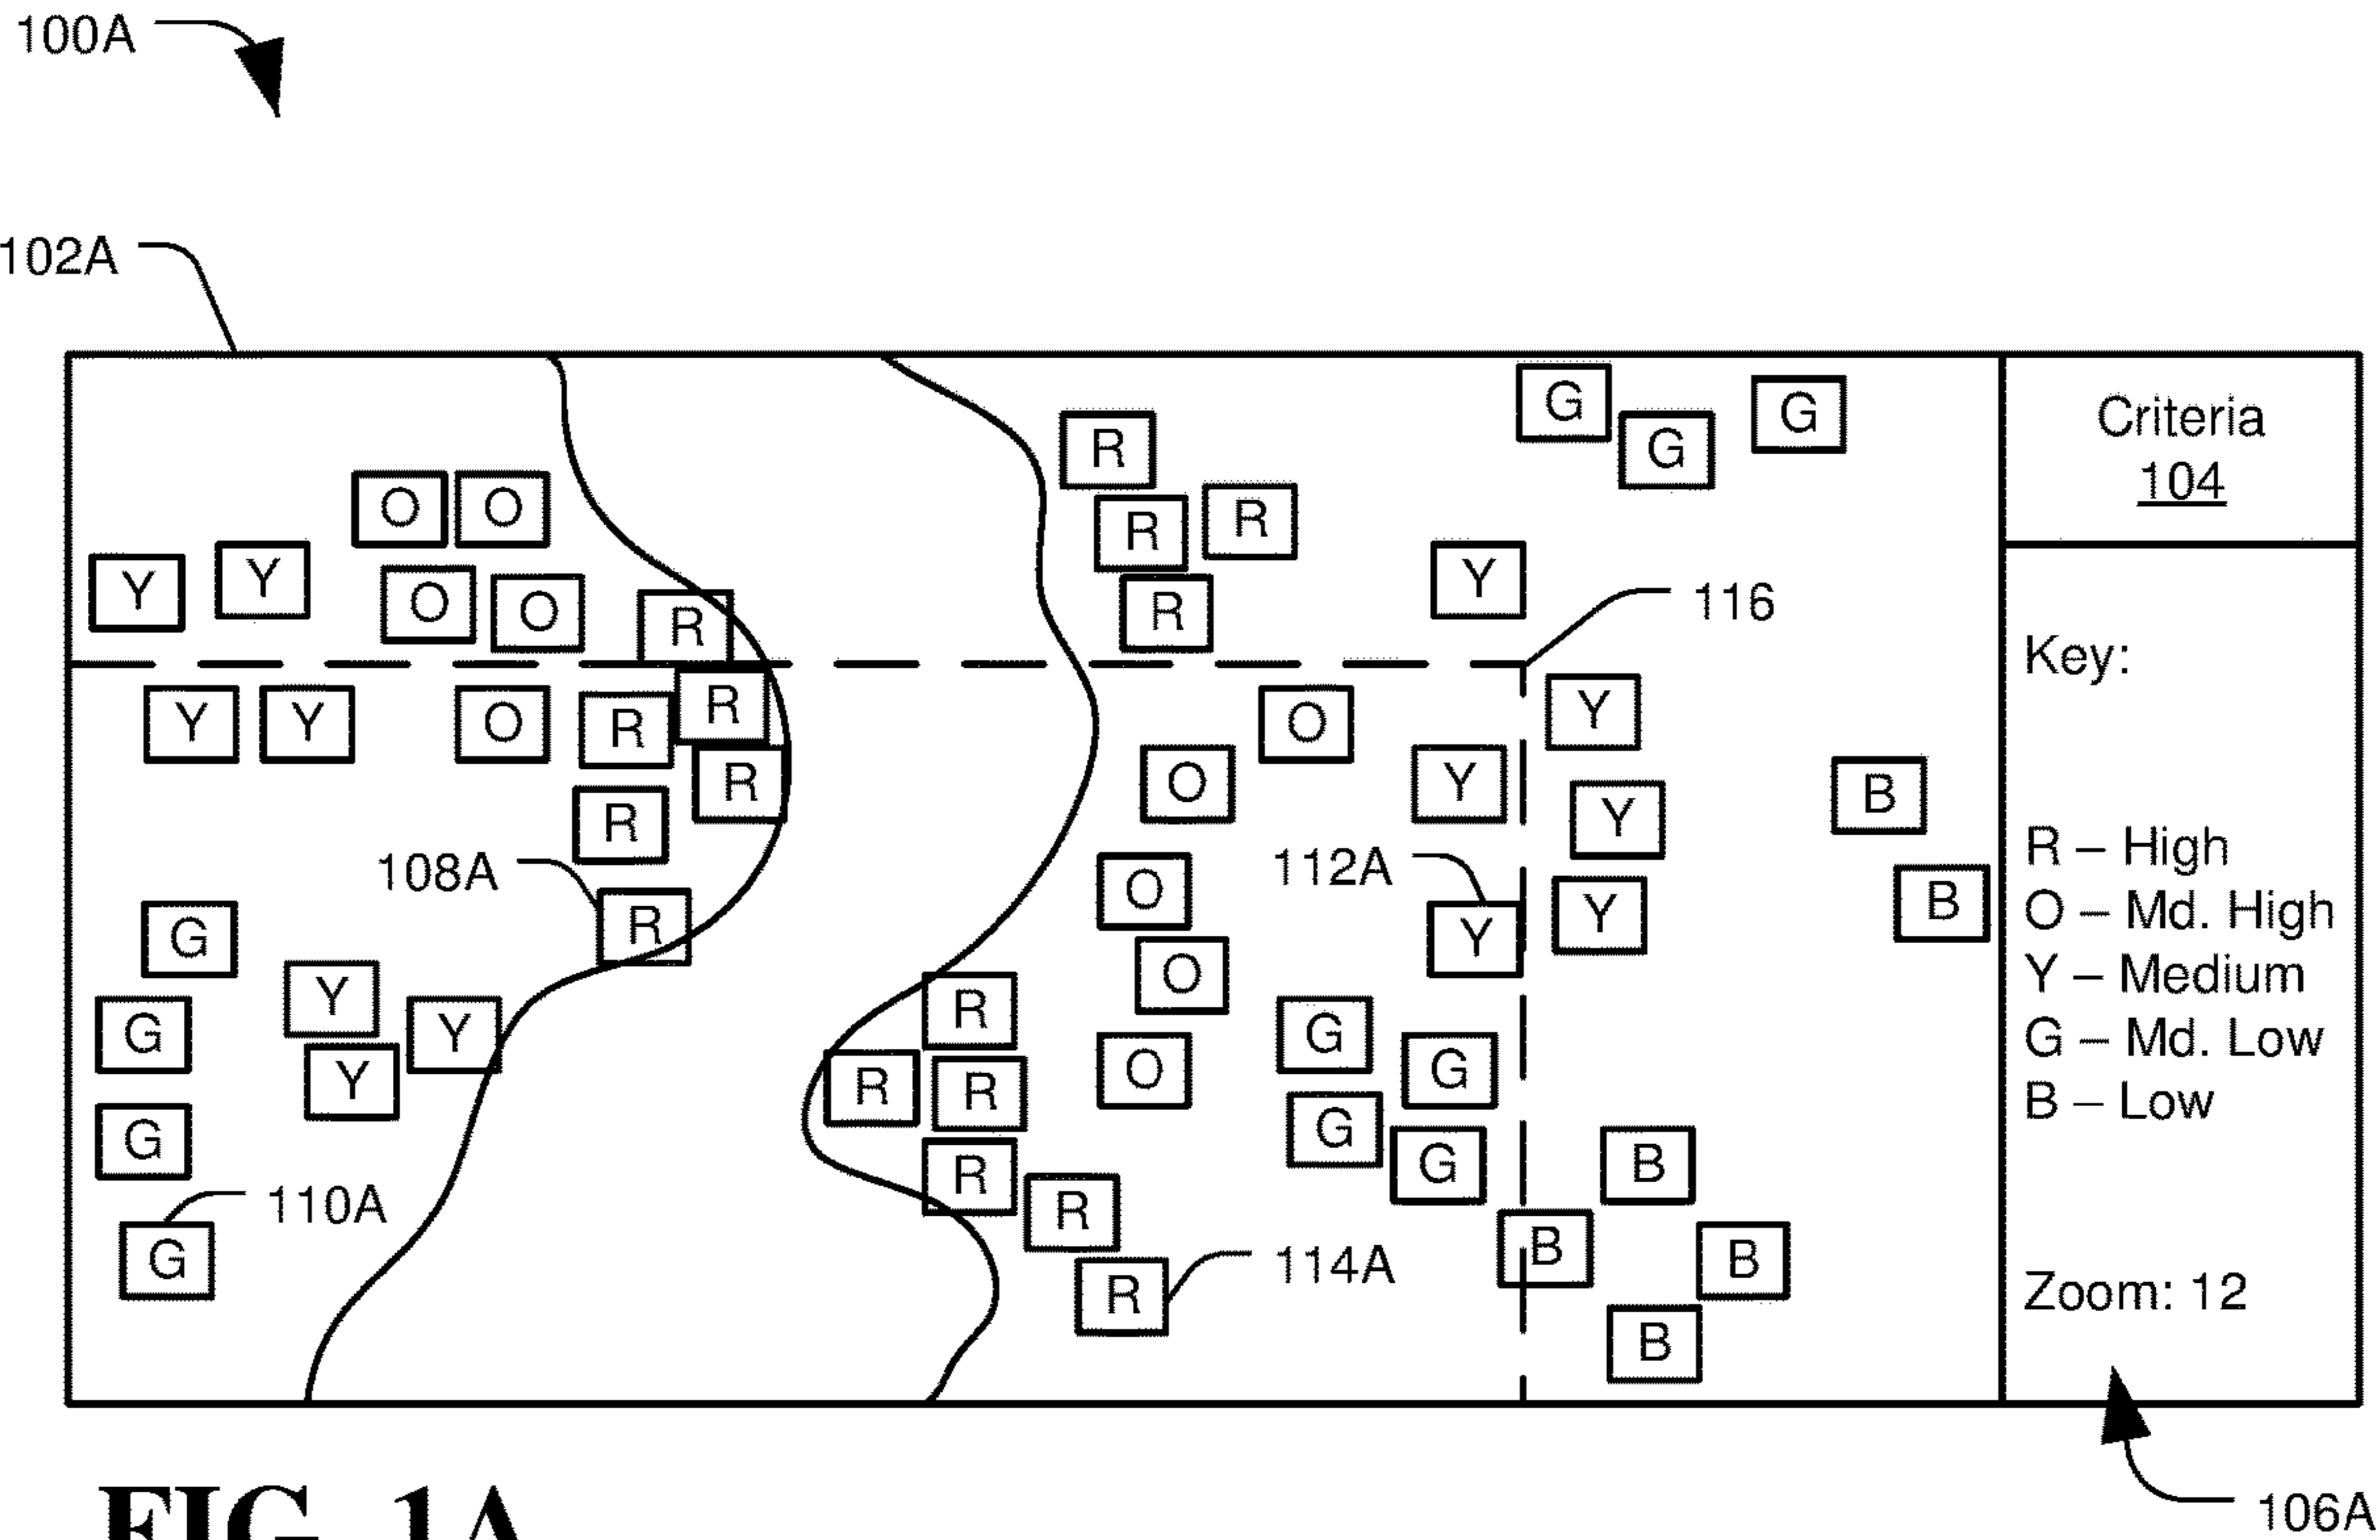 100A
102A
G
G
G
R
Criteria
104
O O
R
R
Y
Y
Y
O
O
R
R
116
Key:
Y
Y
O
R
R
O
Y
R
O
Y
B
R
Y
R – High
108A
112A
R
O
Y
B
O – Md. High
G
Y
Y
O
Y – Medium
Y
R
G
Y
G
G – Md. Low
Y
R
R
O
G
B – Low
G
G
R
G
B
110A
R
G
114A
R
B
B
Zoom: 12
B
FIG. 1A
106A